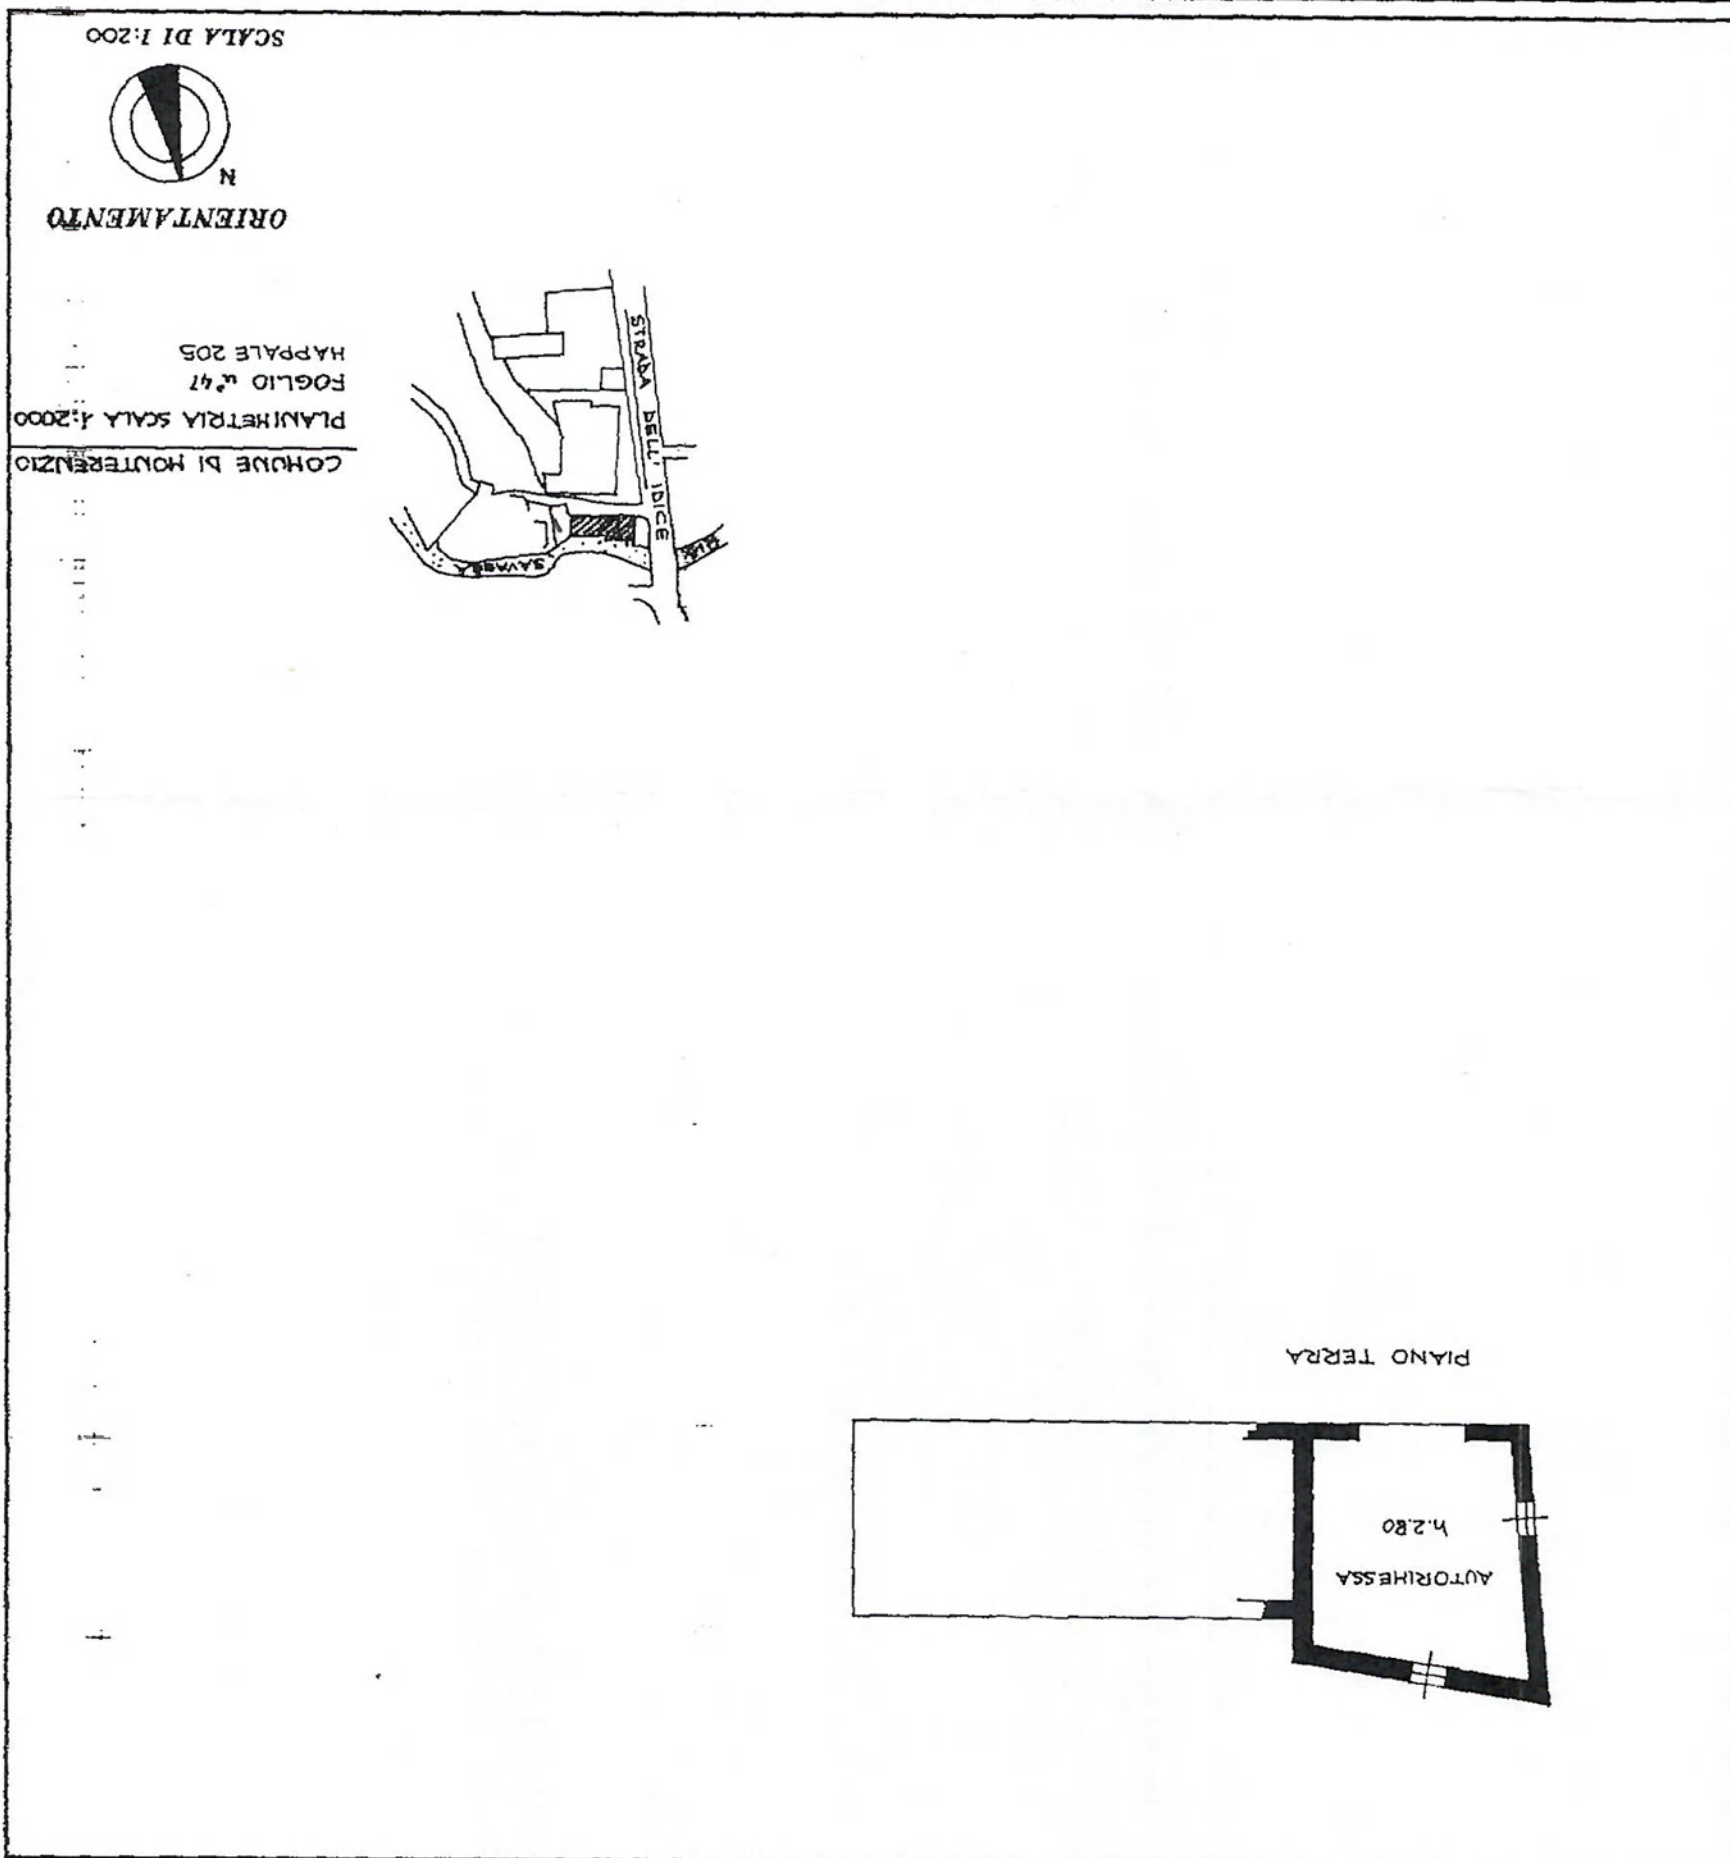 AUTORIMESSA
h.2.80
PIANO TERRA
STRADA DELL' IDICE
COMUNE DI MONTERENZIO
PLANIMETRIA SCALA 1:2000
FOGLIO n°47
MAPPALE 205
ORIENTAMENTO
N
SCALA DI 1:200